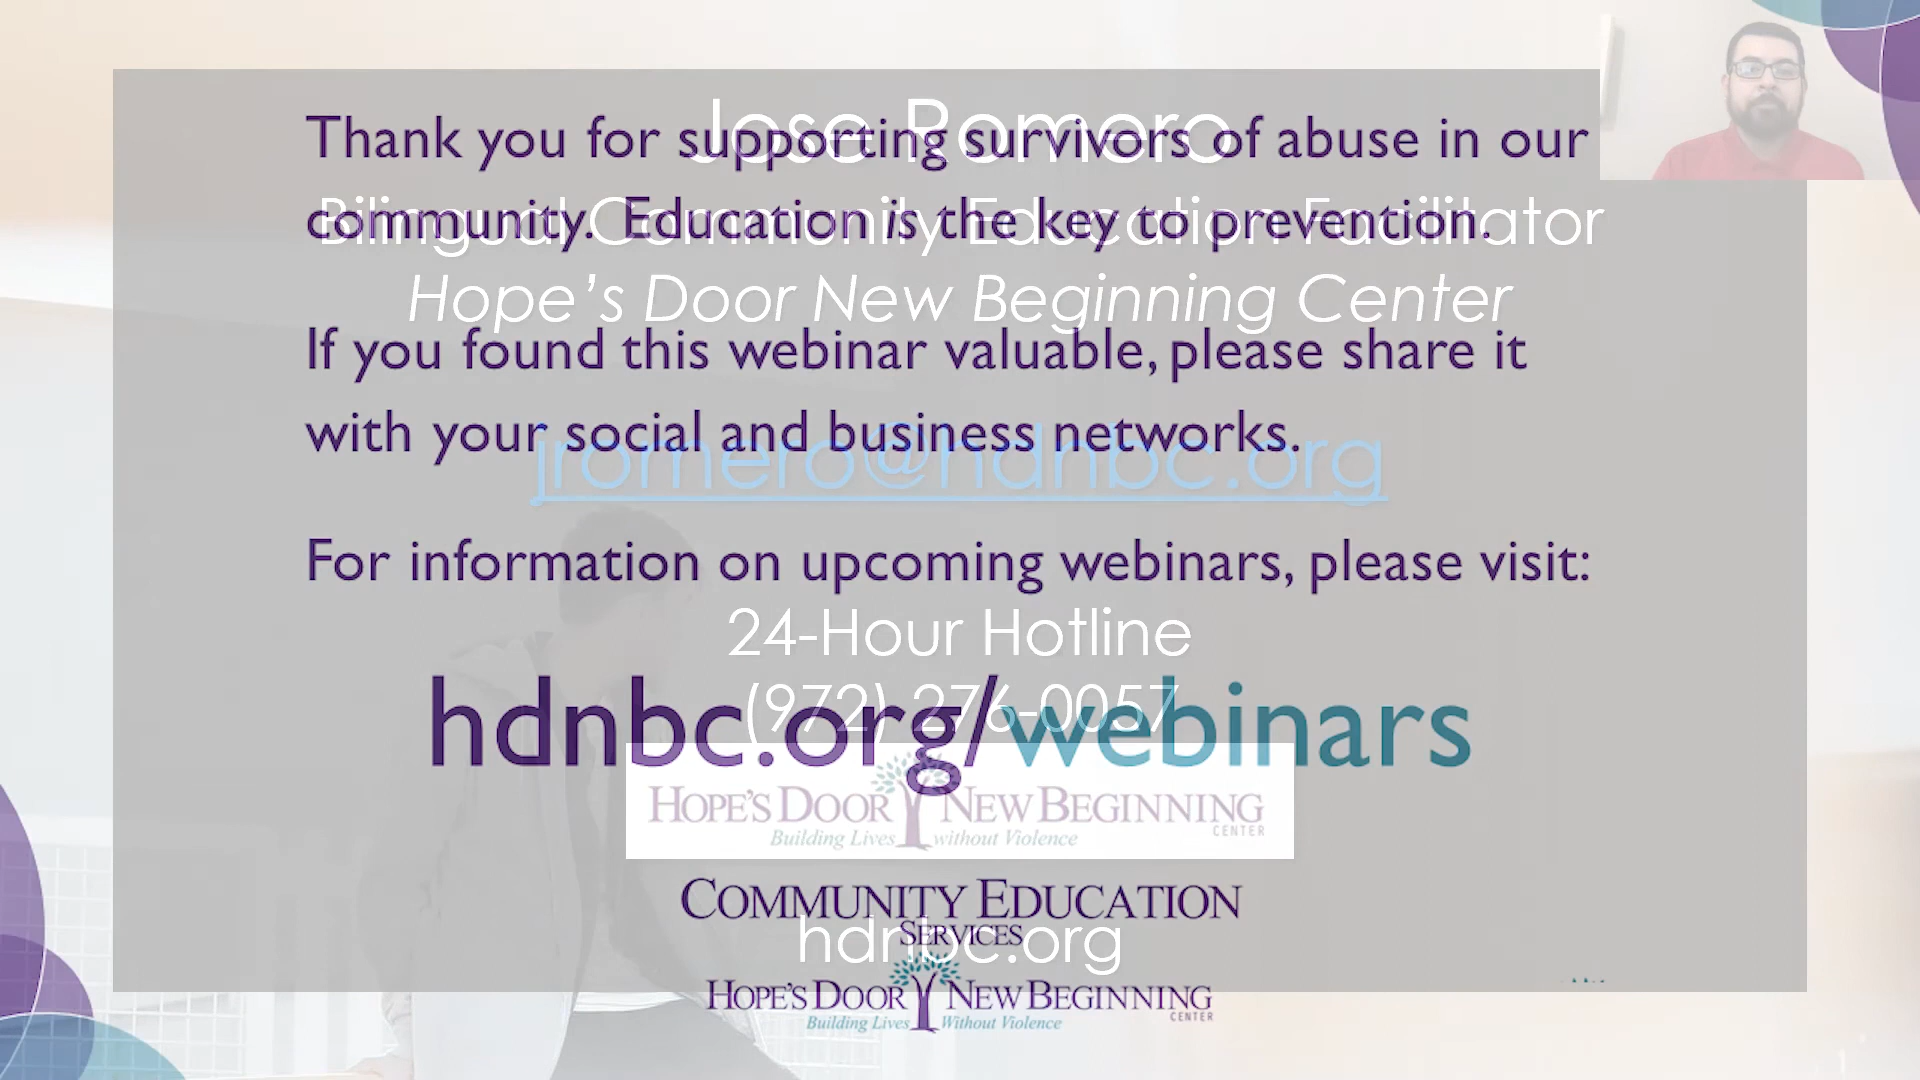 Jose Romero
Bilingual Community Education Facilitator
Hope's Door New Beginning Center
jromero@hdnbc.org
24-Hour Hotline
(972) 276-0057
HOPE'S DOOR NEW BEGINNING
CENTER
Building Lives without Violence
hdnbc.org
Thank you for supporting survivors of abuse in our
community. Education is the key to prevention.
If you found this webinar valuable, please share it
with your social and business networks.
For information on upcoming webinars, please visit:
hdnbc.org/webinars
COMMUNITY EDUCATION
SERVICES
HOPE'S DOOR NEW BEGINNING
CENTER
Building Lives Without Violence